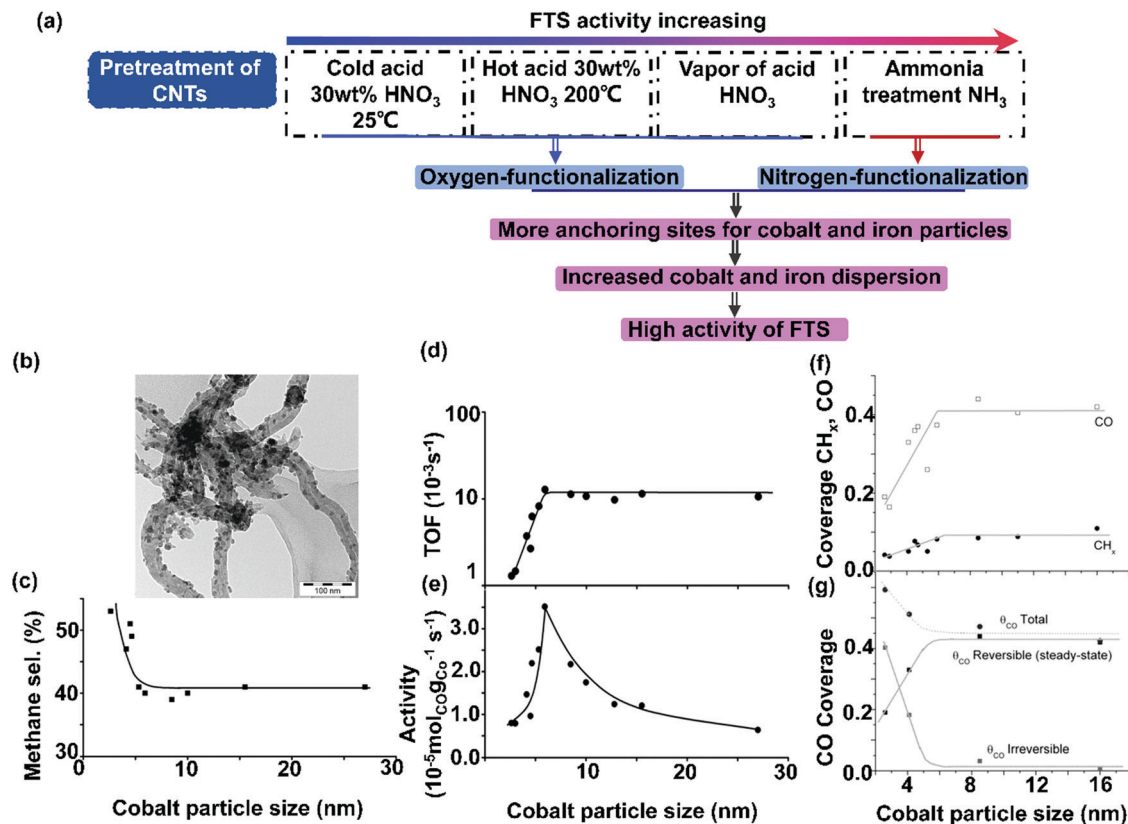 (a)
FTS activity increasing
Pretreatment of
CNTs
Cold acid
30wt% HNO3
25℃
Hot acid 30wt%
HNO3 200℃
Vapor of acid
HNO3
Ammonia
treatment NH3
Oxygen-functionalization
Nitrogen-functionalization
More anchoring sites for cobalt and iron particles
Increased cobalt and iron dispersion
High activity of FTS
(b)
100 nm
(c)
Methane sel. (%)
50
40
30
0
10
20
30
Cobalt particle size (nm)
(d)
TOF (10-3s-1)
100
10
1
(e)
Activity
(10-5molCOgCo-1 s-1)
3.0
2.0
1.0
0.0
0
5
10
15
20
25
30
Cobalt particle size (nm)
(f)
Coverage CHx, CO
0.4
0.2
0.0
CO
CHx
(g)
CO Coverage
0.4
0.2
0.0
θCO Total
θCO Reversible (steady-state)
θCO Irreversible
4
8
12
16
Cobalt particle size (nm)